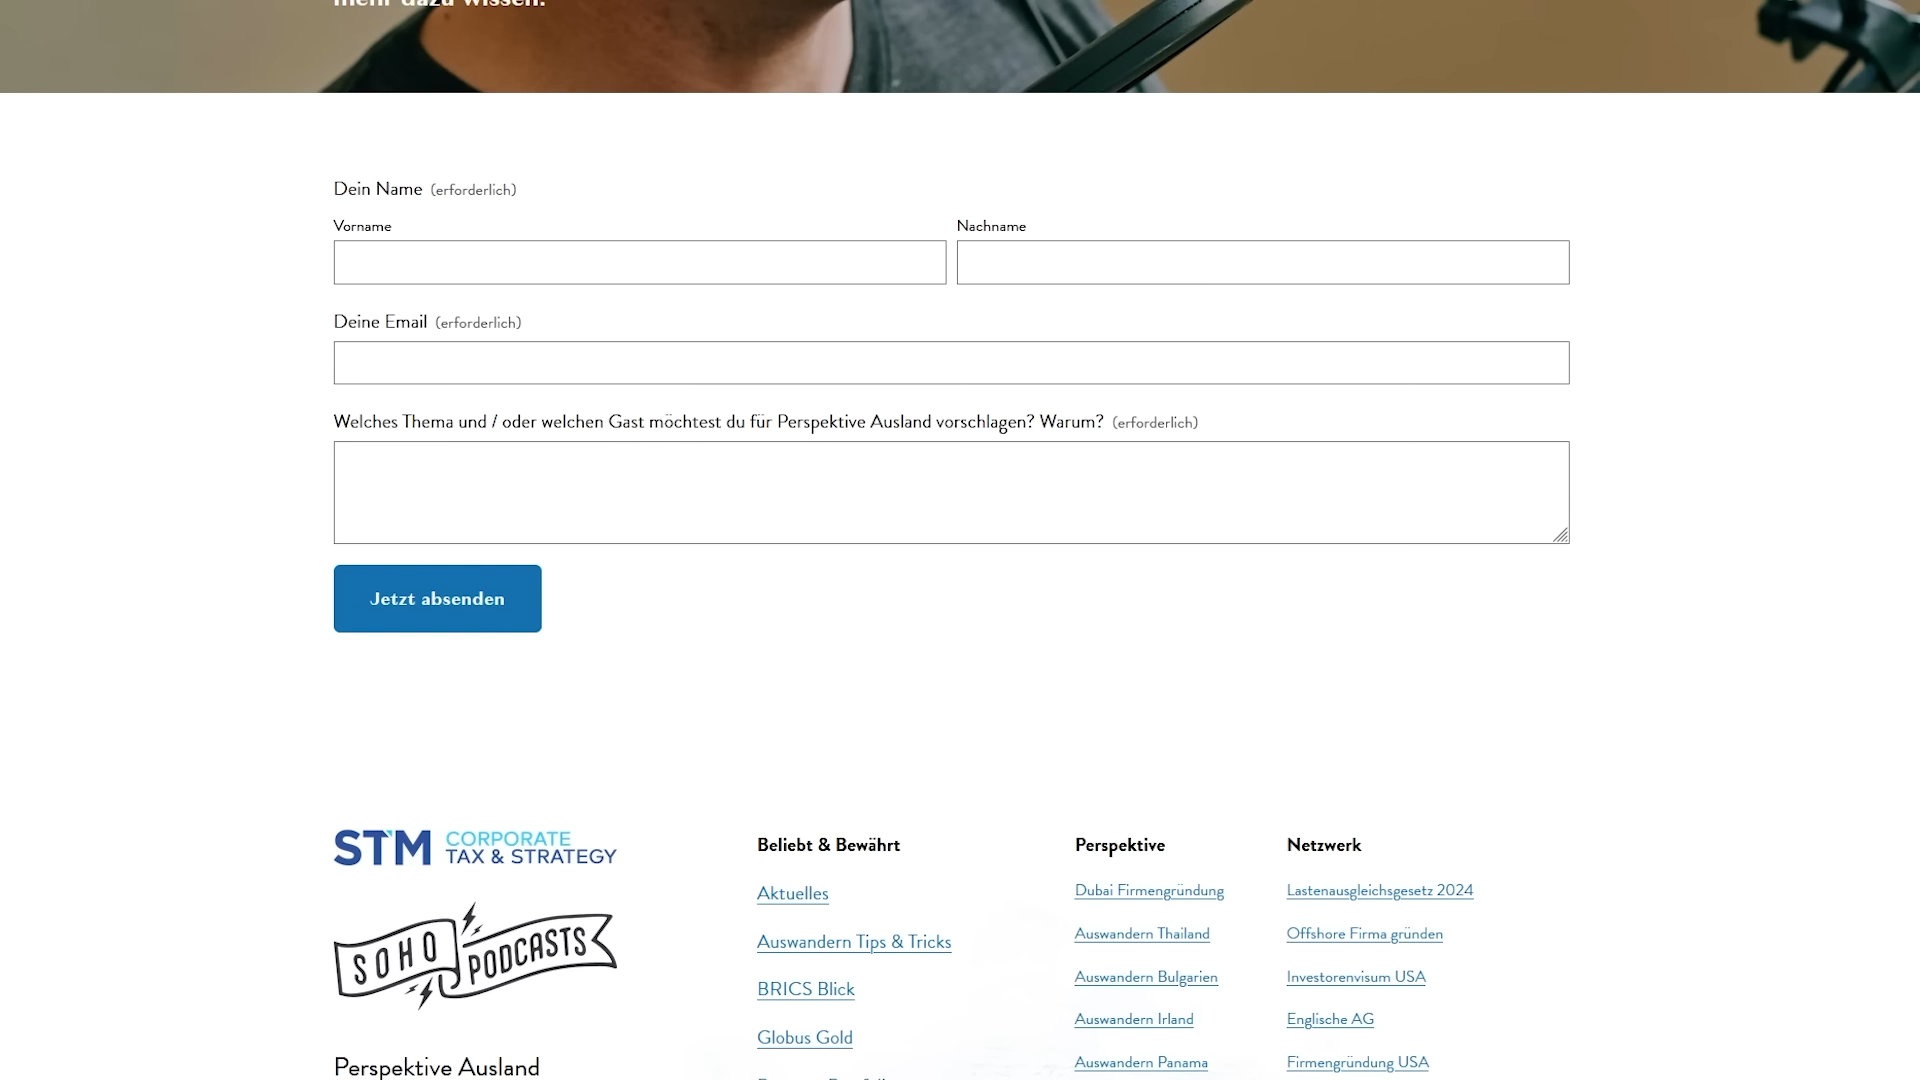 mehr dazu wissen.
Dein Name (erforderlich)
Vorname
Nachname
Deine Email (erforderlich)
Welches Thema und / oder welchen Gast möchtest du für Perspektive Ausland vorschlagen? Warum? (erforderlich)
Jetzt absenden
STM CORPORATE
TAX & STRATEGY
SOHO PODCASTS
Perspektive Ausland
Beliebt & Bewährt
Aktuelles
Auswandern Tips & Tricks
BRICS Blick
Globus Gold
Perspektive
Dubai Firmengründung
Auswandern Thailand
Auswandern Bulgarien
Auswandern Irland
Auswandern Panama
Netzwerk
Lastenausgleichsgesetz 2024
Offshore Firma gründen
Investorenvisum USA
Englische AG
Firmengründung USA